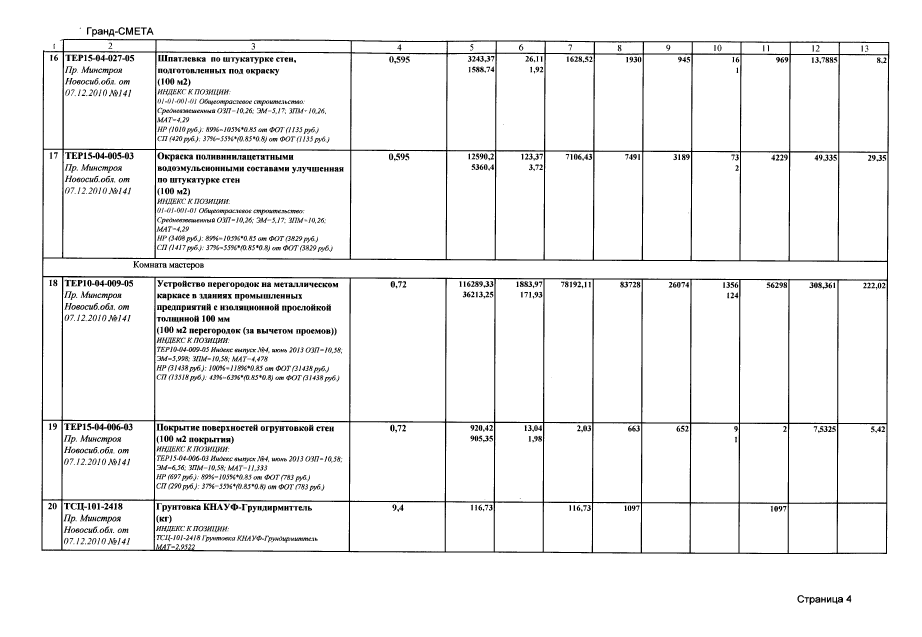 Гранд-СМЕТА
1 2 3 4 5 6 7 8 9 10 11 12 13
16 ТЕР15-04-027-05 Шпатлевка по штукатурке стен, 0,595 3243,37 26,11 1628,52 1930 945 16 969 13,7885 8,2
Пр. Минстроя подготовленных под окраску 1588,74 1,92 1
Новосиб.обл. от (100 м2)
07.12.2010 №141 ИНДЕКС К ПОЗИЦИИ:
01-01-001-01 Общеотраслевое строительство:
Средневзвешенный ОЗП=10,26; ЭМ=5,17; ЗПМ=10,26,
МАТ=4,29
НР (1010 руб.): 89%=105%*0.85 от ФОТ (1135 руб.)
СП (420 руб.): 37%=55%*(0.85*0.8) от ФОТ (1135 руб.)
17 ТЕР15-04-005-03 Окраска поливинилацетатными 0,595 12590,2 123,37 7106,43 7491 3189 73 4229 49,335 29,35
Пр. Минстроя водоэмульсионными составами улучшенная 5360,4 3,72 2
Новосиб.обл. от по штукатурке стен
07.12.2010 №141 (100 м2)
ИНДЕКС К ПОЗИЦИИ:
01-01-001-01 Общеотраслевое строительство:
Средневзвешенный ОЗП=10,26; ЭМ=5,17; ЗПМ=10,26;
МАТ=4,29
НР (3408 руб.): 89%=105%*0.85 от ФОТ (3829 руб.)
СП (1417 руб.): 37%=55%*(0.85*0.8) от ФОТ (3829 руб.)
Комната мастеров
18 ТЕР10-04-009-05 Устройство перегородок на металлическом 0,72 116289,33 1883,97 78192,11 83728 26074 1356 56298 308,361 222,02
Пр. Минстроя каркасе в зданиях промышленных 36213,25 171,93 124
Новосиб.обл. от предприятий с изоляционной прослойкой
07.12.2010 №141 толщиной 100 мм
(100 м2 перегородок (за вычетом проемов))
ИНДЕКС К ПОЗИЦИИ:
ТЕР10-04-009-05 Индекс выпуск №4, июнь 2013 ОЗП=10,58;
ЭМ=5,998; ЗПМ=10,58; МАТ=4,478
НР (31438 руб.): 100%=118%*0.85 от ФОТ (31438 руб.)
СП (13518 руб.): 43%=63%*(0.85*0.8) от ФОТ (31438 руб.)
19 ТЕР15-04-006-03 Покрытие поверхностей огрунтовкой стен 0,72 920,42 13,04 2,03 663 652 9 2 7,5325 5,42
Пр. Минстроя (100 м2 покрытия) 905,35 1,98 1
Новосиб.обл. от ИНДЕКС К ПОЗИЦИИ:
07.12.2010 №141 ТЕР15-04-006-03 Индекс выпуск №4, июнь 2013 ОЗП=10,58;
ЭМ=6,56; ЗПМ=10,58; МАТ=11,333
НР (697 руб.): 89%=105%*0.85 от ФОТ (783 руб.)
СП (290 руб.): 37%=55%*(0.85*0.8) от ФОТ (783 руб.)
20 ТСЦ-101-2418 Грунтовка КНАУФ-Грундирмиттель 9,4 116,73 116,73 1097 1097
Пр. Минстроя (кг)
Новосиб.обл. от ИНДЕКС К ПОЗИЦИИ:
07.12.2010 №141 ТСЦ-101-2418 Грунтовка КНАУФ-Грундирмиттель
МАТ=2,9522
Страница 4